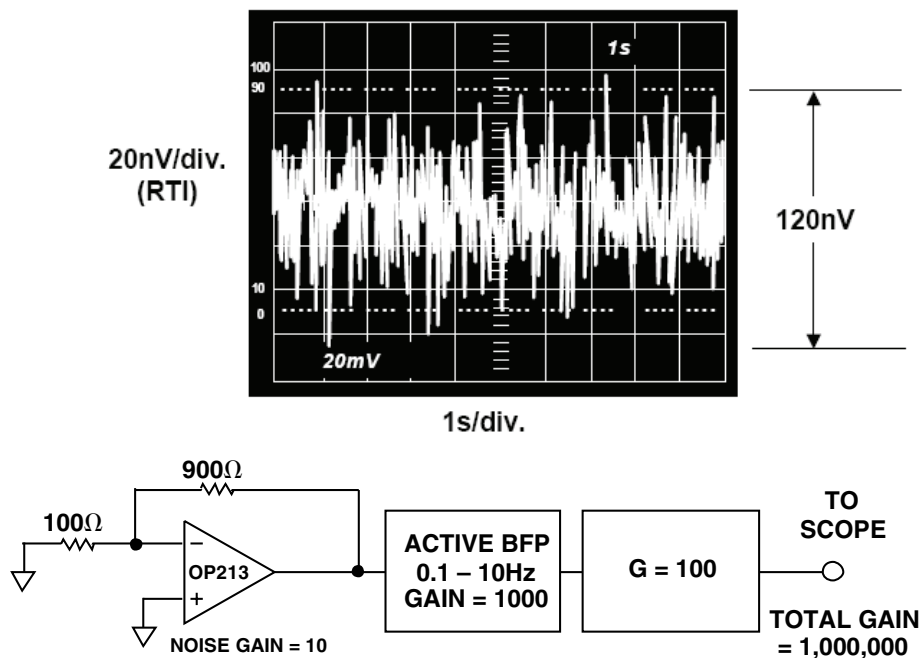 1s
100
90
20nV/div.
(RTI)
120nV
10
0
20mV
1s/div.
900Ω
100Ω
−
OP213
+
NOISE GAIN = 10
ACTIVE BFP
0.1 – 10Hz
GAIN = 1000
G = 100
TO
SCOPE
TOTAL GAIN
= 1,000,000